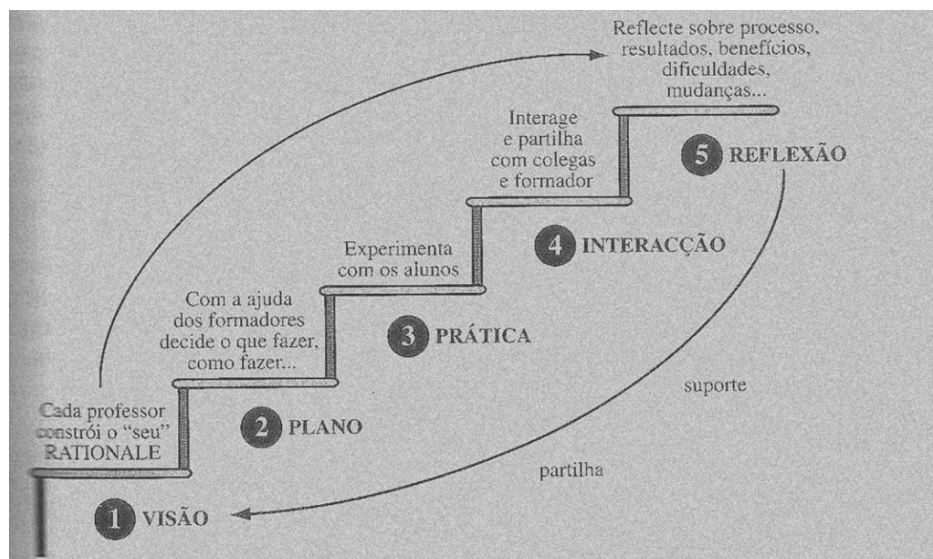 Reflecte sobre processo,
resultados, benefícios,
dificuldades,
mudanças...
5 REFLEXÃO
Interage
e partilha
com colegas
e formador
4 INTERACÇÃO
Experimenta
com os alunos
3 PRÁTICA
Com a ajuda
dos formadores
decide o que fazer,
como fazer...
2 PLANO
Cada professor
constrói o “seu”
RATIONALE
1 VISÃO
suporte
partilha